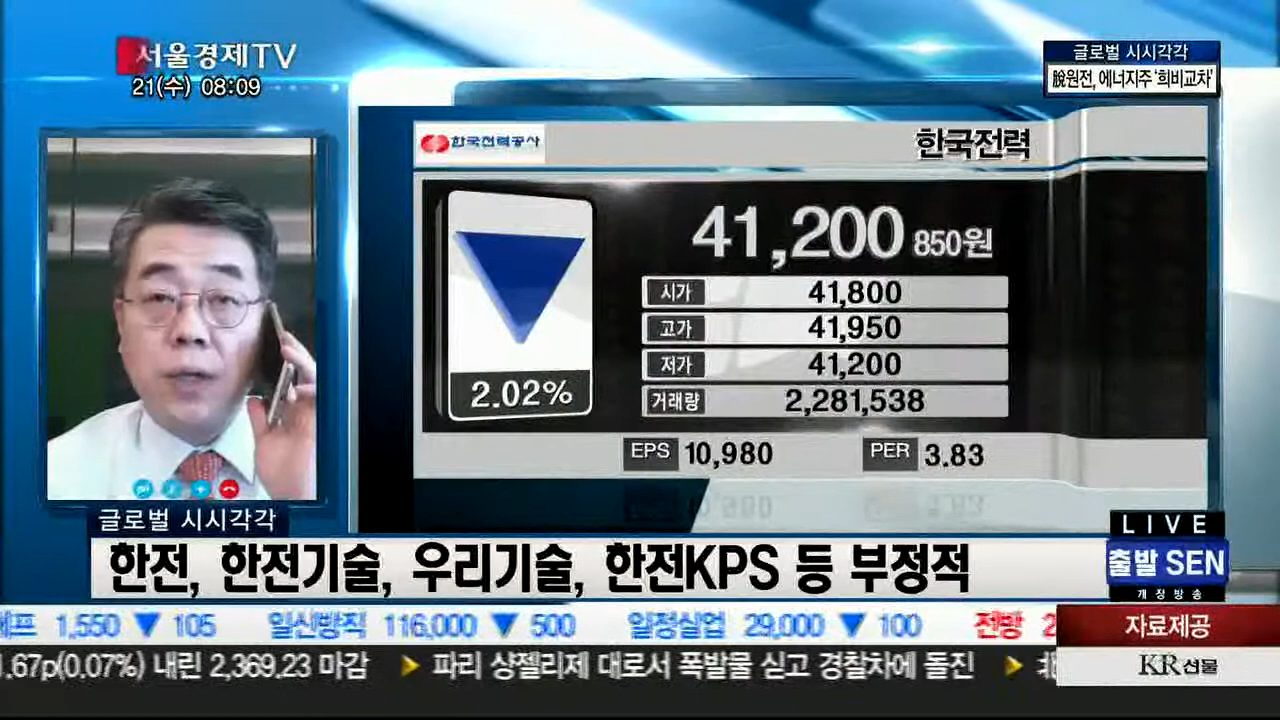 서울경제TV
21(수) 08:09
글로벌 시시각각
脫원전, 에너지주 '희비교차'
한국전력공사
한국전력
41,200 850원
2.02%
시가 41,800
고가 41,950
저가 41,200
거래량 2,281,538
EPS 10,980 PER 3.83
글로벌 시시각각
한전, 한전기술, 우리기술, 한전KPS 등 부정적
LIVE
출발 SEN
개장방송
1,550 ▼ 105 일신방직 116,000 ▼ 500 일정실업 29,000 ▼ 100 전방 2
자료제공
1.67p(0.07%) 내린 2,369.23 마감 ▶ 파리 샹젤리제 대로서 폭발물 싣고 경찰차에 돌진 ▶ 北
KR선물